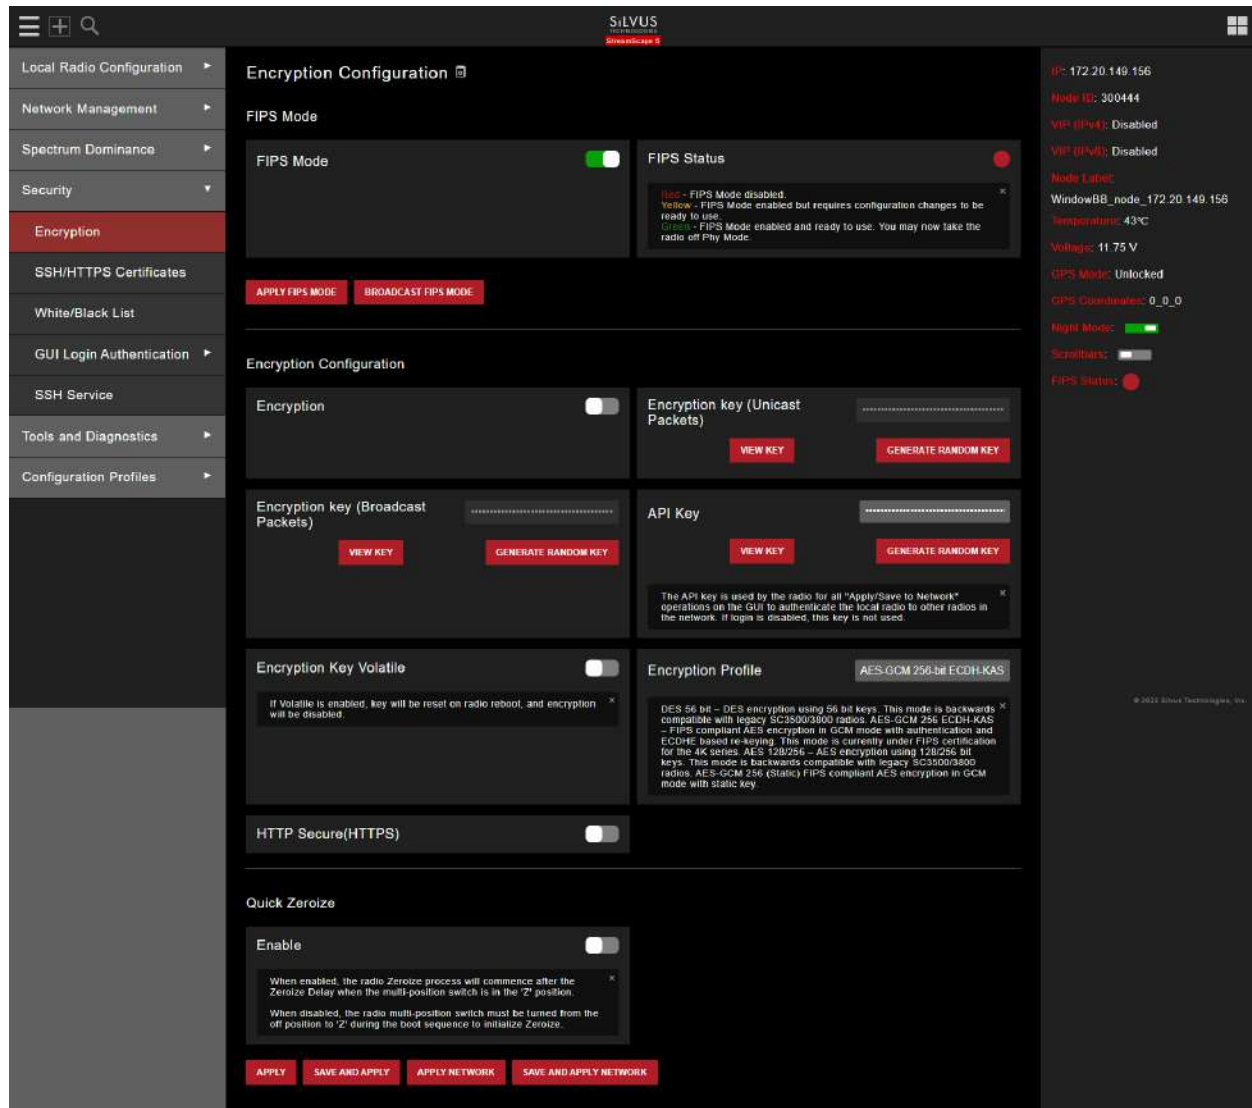 SiLVUS
TECHNOLOGIES
StreamScape 5
Local Radio Configuration
Network Management
Spectrum Dominance
Security
Encryption
SSH/HTTPS Certificates
White/Black List
GUI Login Authentication
SSH Service
Tools and Diagnostics
Configuration Profiles
Encryption Configuration
FIPS Mode
FIPS Mode
FIPS Status
Red - FIPS Mode disabled.
Yellow - FIPS Mode enabled but requires configuration changes to be
ready to use.
Green - FIPS Mode enabled and ready to use. You may now take the
radio off Phy Mode.
APPLY FIPS MODE
BROADCAST FIPS MODE
Encryption Configuration
Encryption
Encryption key (Unicast
Packets)
VIEW KEY
GENERATE RANDOM KEY
Encryption key (Broadcast
Packets)
VIEW KEY
GENERATE RANDOM KEY
API Key
VIEW KEY
GENERATE RANDOM KEY
The API key is used by the radio for all "Apply/Save to Network"
operations on the GUI to authenticate the local radio to other radios in
the network. If login is disabled, this key is not used.
Encryption Key Volatile
If Volatile is enabled, key will be reset on radio reboot, and encryption
will be disabled.
Encryption Profile
AES-GCM 256-bit ECDH-KAS
DES 56 bit – DES encryption using 56 bit keys. This mode is backwards
compatible with legacy SC3500/3800 radios. AES-GCM 256 ECDH-KAS
– FIPS compliant AES encryption in GCM mode with authentication and
ECDHE based re-keying. This mode is currently under FIPS certification
for the 4K series. AES 128/256 – AES encryption using 128/256 bit
keys. This mode is backwards compatible with legacy SC3500/3800
radios. AES-GCM 256 (Static) FIPS compliant AES encryption in GCM
mode with static key.
HTTP Secure(HTTPS)
Quick Zeroize
Enable
When enabled, the radio Zeroize process will commence after the
Zeroize Delay when the multi-position switch is in the 'Z' position.
When disabled, the radio multi-position switch must be turned from the
off position to 'Z' during the boot sequence to initialize Zeroize.
APPLY
SAVE AND APPLY
APPLY NETWORK
SAVE AND APPLY NETWORK
IP: 172.20.149.156
Node ID: 300444
VIP (IPv4): Disabled
VIP (IPv6): Disabled
Node Label:
WindowBB_node_172.20.149.156
Temperature: 43°C
Voltage: 11.75 V
GPS Mode: Unlocked
GPS Coordinates: 0_0_0
Night Mode:
Scrollbars:
FIPS Status:
Silvus Technologies, Inc.